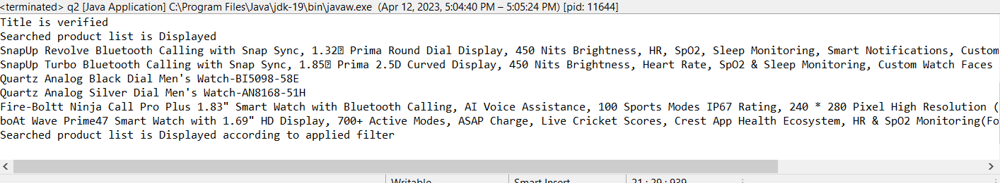 <terminated> q2 [Java Application] C:\Program Files\Java\jdk-19\bin\javaw.exe (Apr 12, 2023, 5:04:40 PM – 5:05:24 PM) [pid: 11644]
Title is verified
Searched product list is Displayed
SnapUp Revolve Bluetooth Calling with Snap Sync, 1.32 Prima Round Dial Display, 450 Nits Brightness, HR, SpO2, Sleep Monitoring, Smart Notifications, Custom
SnapUp Turbo Bluetooth Calling with Snap Sync, 1.85 Prima 2.5D Curved Display, 450 Nits Brightness, Heart Rate, SpO2 & Sleep Monitoring, Custom Watch Faces
Quartz Analog Black Dial Men's Watch-BI5098-58E
Quartz Analog Silver Dial Men's Watch-AN8168-51H
Fire-Boltt Ninja Call Pro Plus 1.83" Smart Watch with Bluetooth Calling, AI Voice Assistance, 100 Sports Modes IP67 Rating, 240 * 280 Pixel High Resolution (
boAt Wave Prime47 Smart Watch with 1.69" HD Display, 700+ Active Modes, ASAP Charge, Live Cricket Scores, Crest App Health Ecosystem, HR & SpO2 Monitoring(Fo
Searched product list is Displayed according to applied filter
Writable Smart Insert 21 : 29 : 939